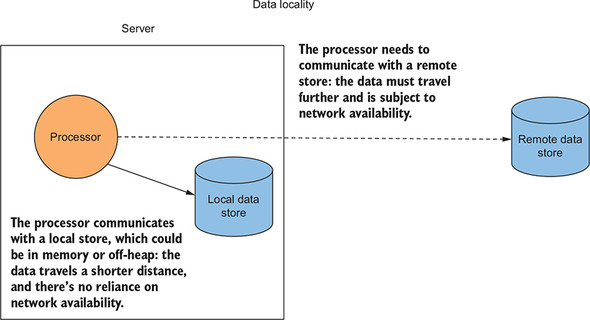 Data locality
Server
The processor needs to
communicate with a remote
store: the data must travel
further and is subject to
network availability.
Processor
Remote data
store
Local data
store
The processor communicates
with a local store, which could
be in memory or off-heap: the
data travels a shorter distance,
and there's no reliance on
network availability.